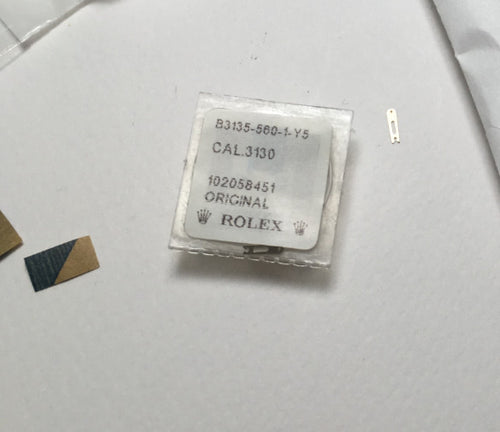 B3135-560-1-Y5
CAL.3130
102058451
ORIGINAL
ROLEX